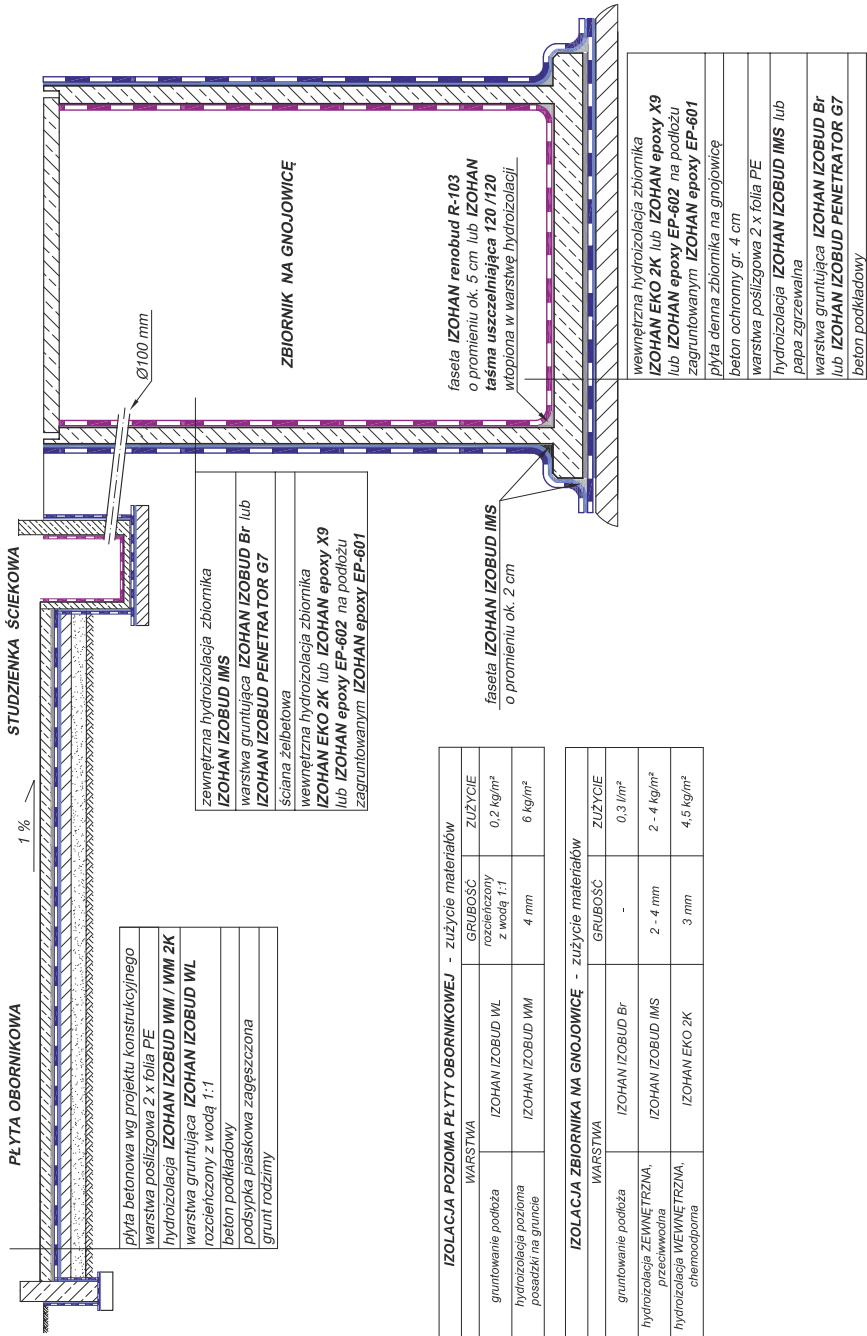 PŁYTA OBORNIKOWA
1 %
STUDZIENKA ŚCIEKOWA
Ø100 mm
ZBIORNIK NA GNOJOWICĘ
płyta betonowa wg projektu konstrukcyjnego
warstwa poślizgowa 2 x folia PE
hydroizolacja IZOHAN IZOBUD WM / WM 2K
warstwa gruntująca IZOHAN IZOBUD WL
rozcieńczony z wodą 1:1
beton podkładowy
podsypka piaskowa zagęszczona
grunt rodzimy
zewnętrzna hydroizolacja zbiornika
IZOHAN IZOBUD IMS
warstwa gruntująca IZOHAN IZOBUD Br lub
IZOHAN IZOBUD PENETRATOR G7
ściana żelbetowa
wewnętrzna hydroizolacja zbiornika
IZOHAN EKO 2K lub IZOHAN epoxy X9
lub IZOHAN epoxy EP-602 na podłożu
zagruntowanym IZOHAN epoxy EP-601
faseta IZOHAN renobud R-103
o promieniu ok. 5 cm lub IZOHAN
taśma uszczelniająca 120 /120
wtopiona w warstwę hydroizolacji
faseta IZOHAN IZOBUD IMS
o promieniu ok. 2 cm
wewnętrzna hydroizolacja zbiornika
IZOHAN EKO 2K lub IZOHAN epoxy X9
lub IZOHAN epoxy EP-602 na podłożu
zagruntowanym IZOHAN epoxy EP-601
płyta denna zbiornika na gnojowicę
beton ochronny gr. 4 cm
warstwa poślizgowa 2 x folia PE
hydroizolacja IZOHAN IZOBUD IMS lub
papa zgrzewalna
warstwa gruntująca IZOHAN IZOBUD Br
lub IZOHAN IZOBUD PENETRATOR G7
beton podkładowy
IZOLACJA POZIOMA PŁYTY OBORNIKOWEJ - zużycie materiałów
WARSTWA GRUBOŚĆ ZUŻYCIE
gruntowanie podłoża IZOHAN IZOBUD WL rozcieńczony z wodą 1:1 0,2 kg/m²
hydroizolacja pozioma posadzki na gruncie IZOHAN IZOBUD WM 4 mm 6 kg/m²
IZOLACJA ZBIORNIKA NA GNOJOWICĘ - zużycie materiałów
WARSTWA GRUBOŚĆ ZUŻYCIE
gruntowanie podłoża IZOHAN IZOBUD Br - 0,3 l/m²
hydroizolacja ZEWNĘTRZNA, przeciwwodna IZOHAN IZOBUD IMS 2 - 4 mm 2 - 4 kg/m²
hydroizolacja WEWNĘTRZNA, chemoodporna IZOHAN EKO 2K 3 mm 4,5 kg/m²